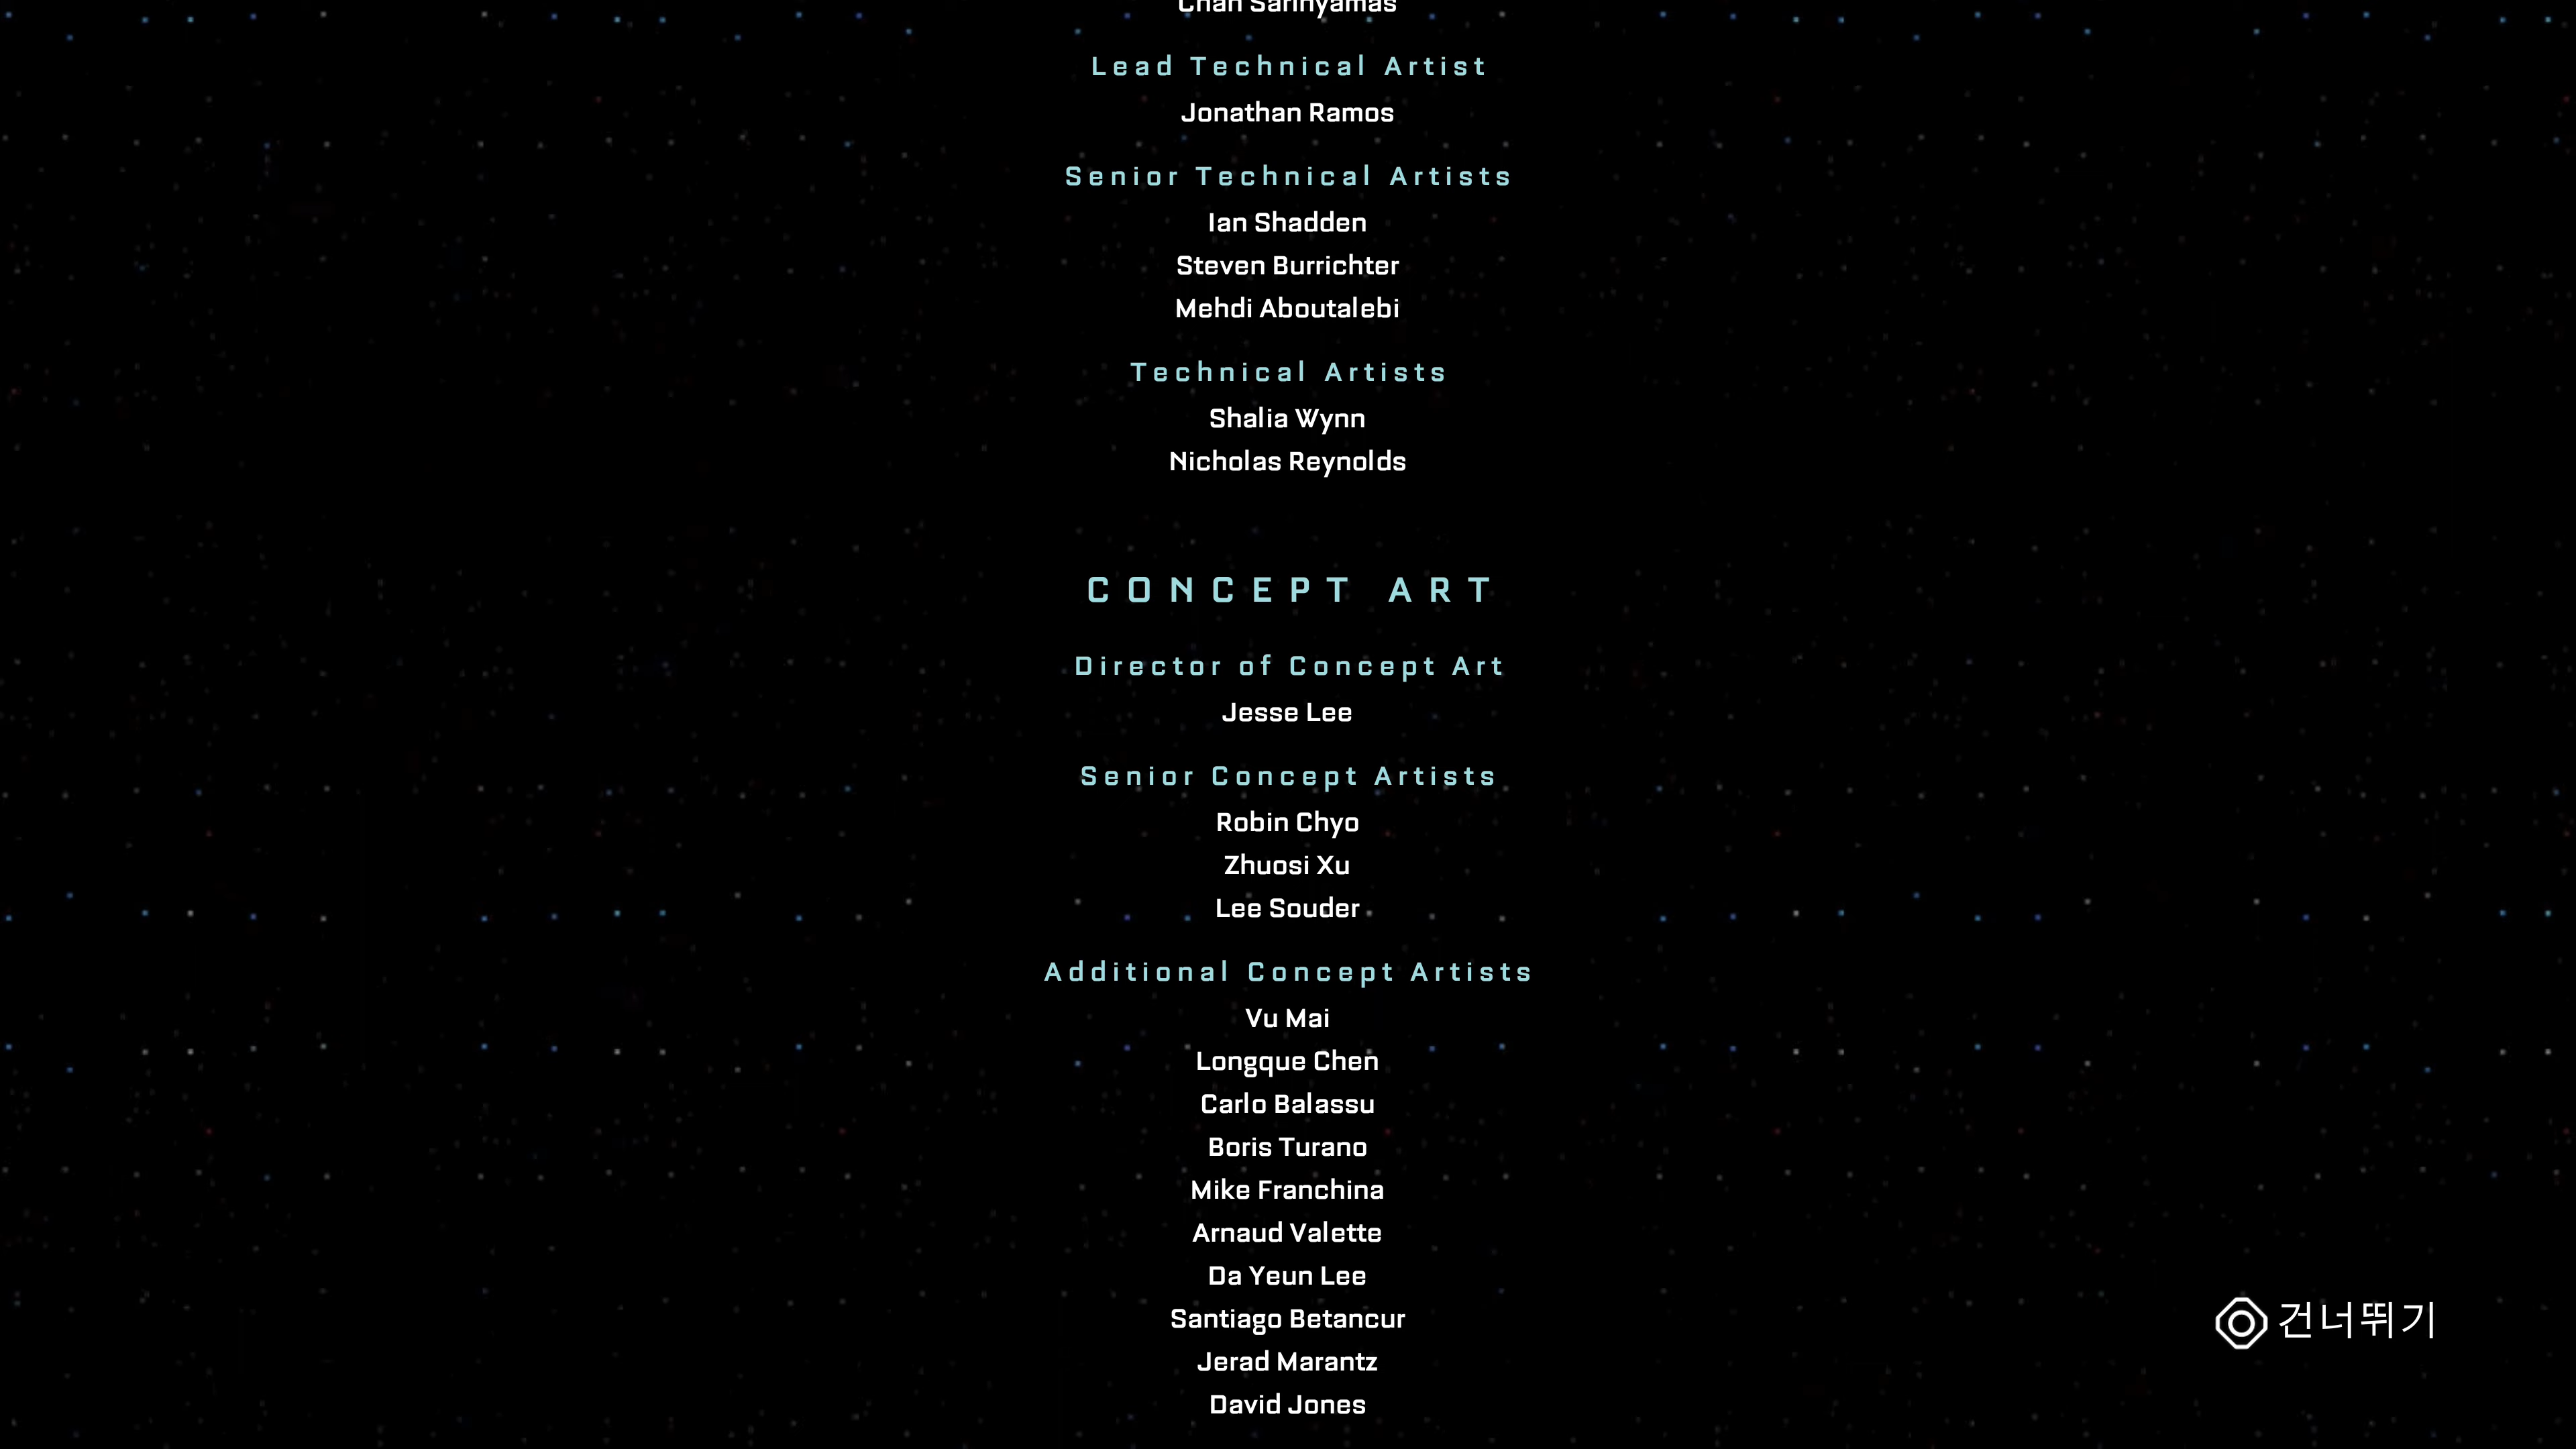 Lead Technical Artist
Jonathan Ramos
Senior Technical Artists
Ian Shadden
Steven Burrichter
Mehdi Aboutalebi
Technical Artists
Shalia Wynn
Nicholas Reynolds
CONCEPT ART
Director of Concept Art
Jesse Lee
Senior Concept Artists
Robin Chyo
Zhuosi Xu
Lee Souder
Additional Concept Artists
Vu Mai
Longque Chen
Carlo Balassu
Boris Turano
Mike Franchina
Arnaud Valette
Da Yeun Lee
Santiago Betancur
건너뛰기
Jerad Marantz
David Jones